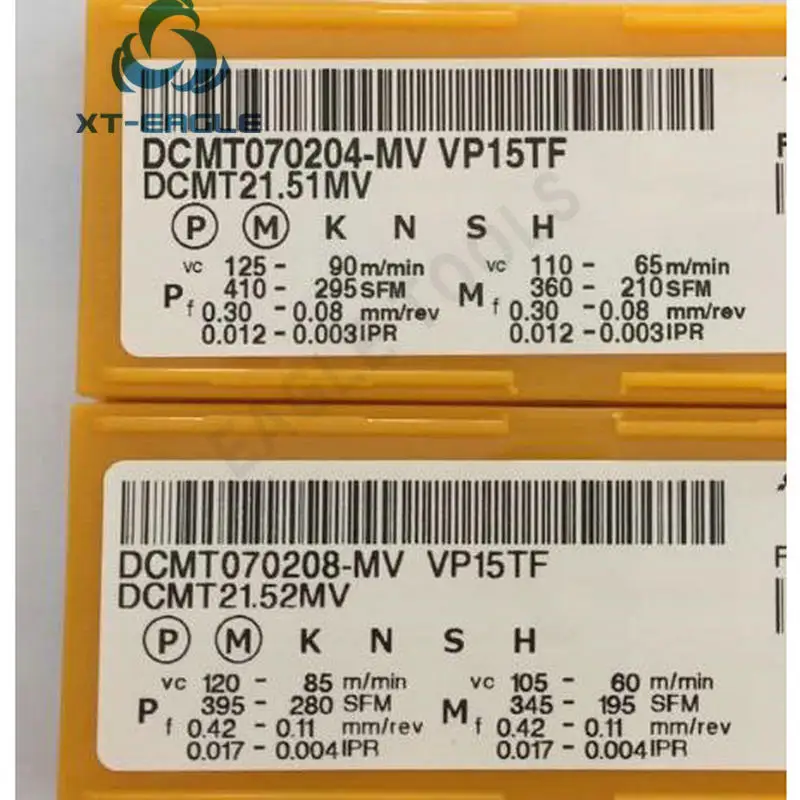 XT-EAGLE
DCMT070204-MV VP15TF
DCMT21.51MV
P M K N S H
P vc 125 - 90 m/min
410 - 295 SFM
f 0.30 - 0.08 mm/rev
0.012 - 0.003 IPR
M vc 110 - 65 m/min
360 - 210 SFM
f 0.30 - 0.08 mm/rev
0.012 - 0.003 IPR
EAGLE TOOLS
DCMT070208-MV VP15TF
DCMT21.52MV
P M K N S H
P vc 120 - 85 m/min
395 - 280 SFM
f 0.42 - 0.11 mm/rev
0.017 - 0.004 IPR
M vc 105 - 60 m/min
345 - 195 SFM
f 0.42 - 0.11 mm/rev
0.017 - 0.004 IPR